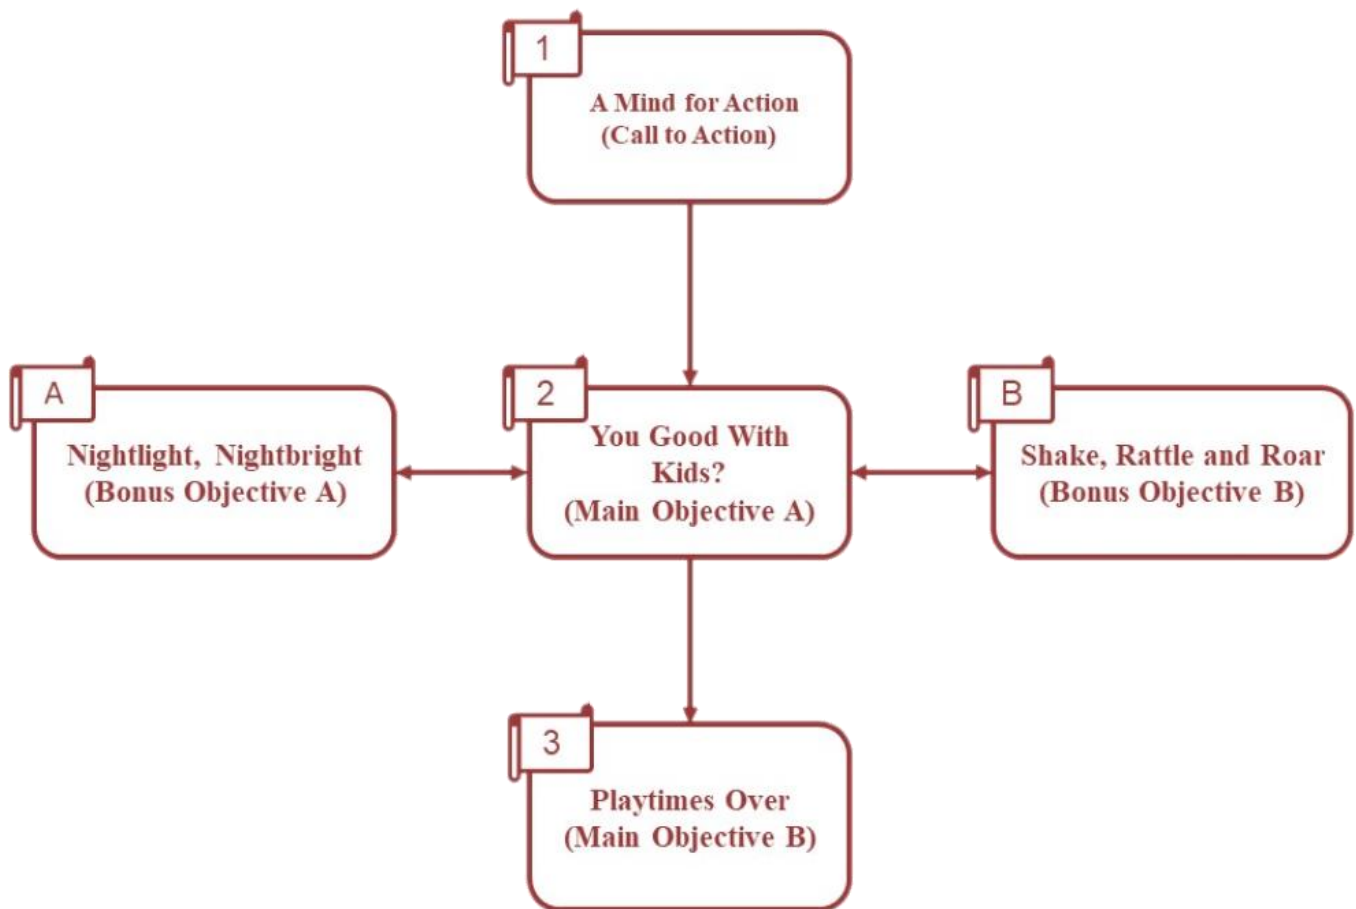 1
A Mind for Action
(Call to Action)
A
Nightlight, Nightbright
(Bonus Objective A)
2
You Good With
Kids?
(Main Objective A)
B
Shake, Rattle and Roar
(Bonus Objective B)
3
Playtimes Over
(Main Objective B)